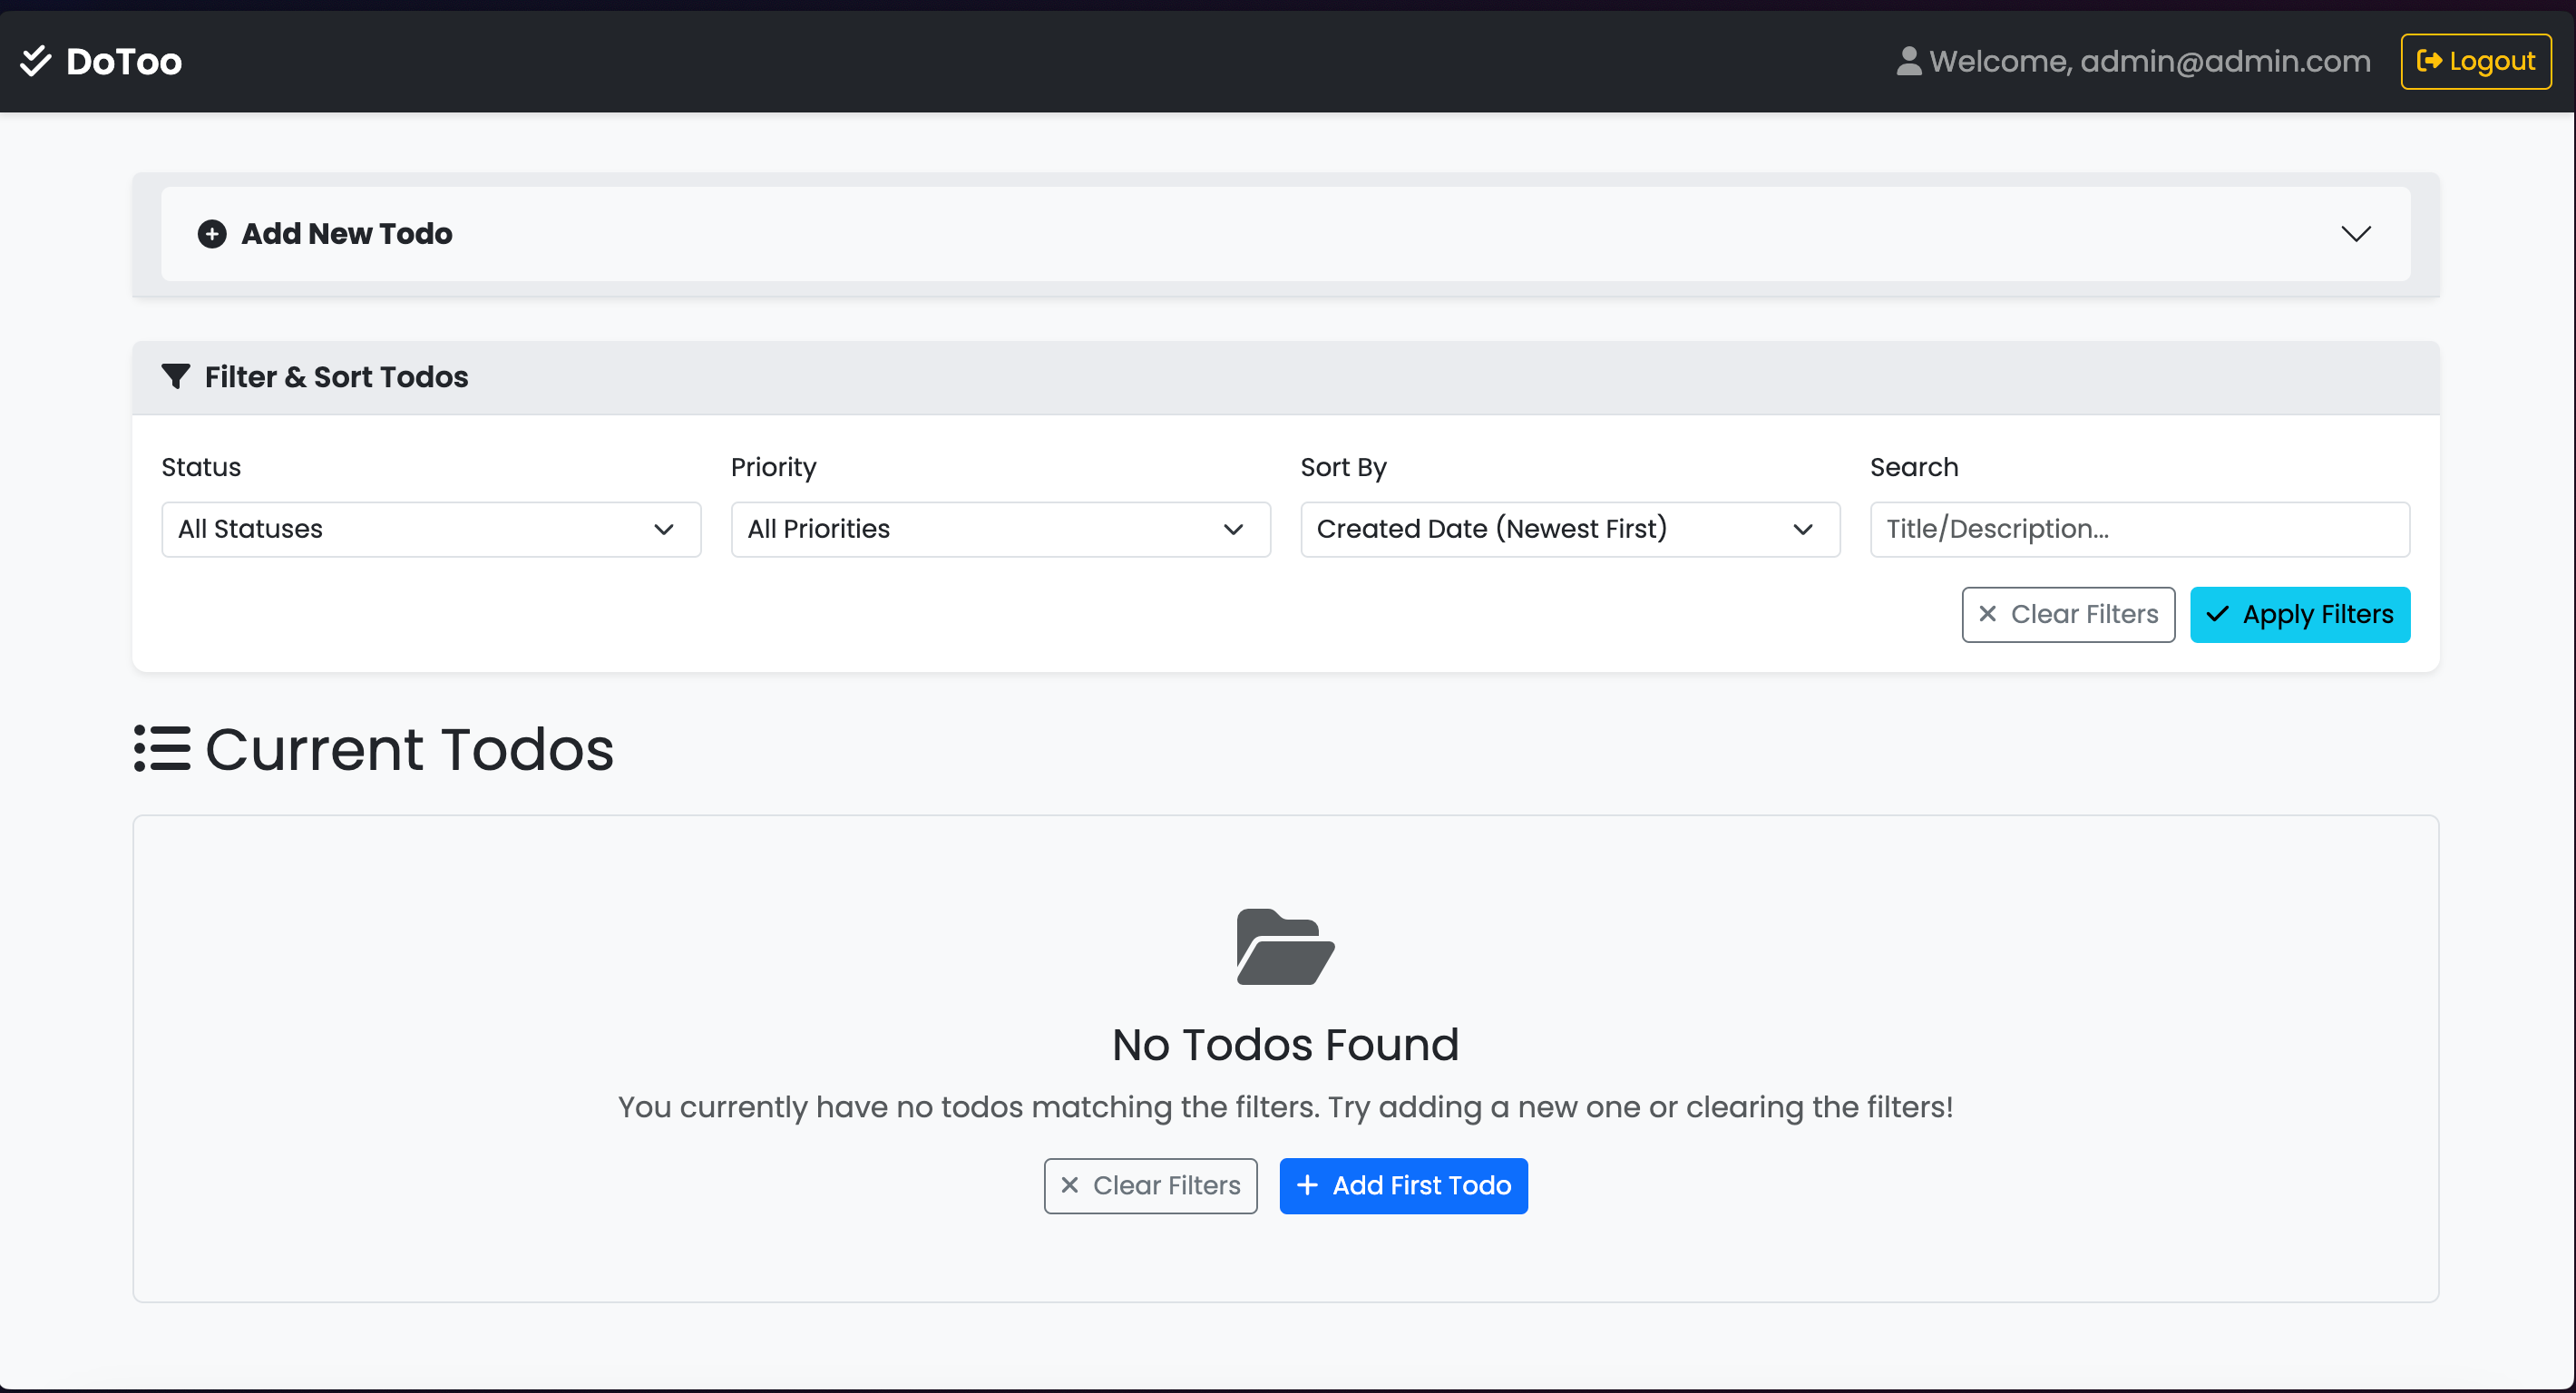 DoToo
Welcome, admin@admin.com
Logout
Add New Todo
Filter & Sort Todos
Status
Priority
Sort By
Search
All Statuses
All Priorities
Created Date (Newest First)
Title/Description...
Clear Filters
Apply Filters
Current Todos
No Todos Found
You currently have no todos matching the filters. Try adding a new one or clearing the filters!
Clear Filters
Add First Todo